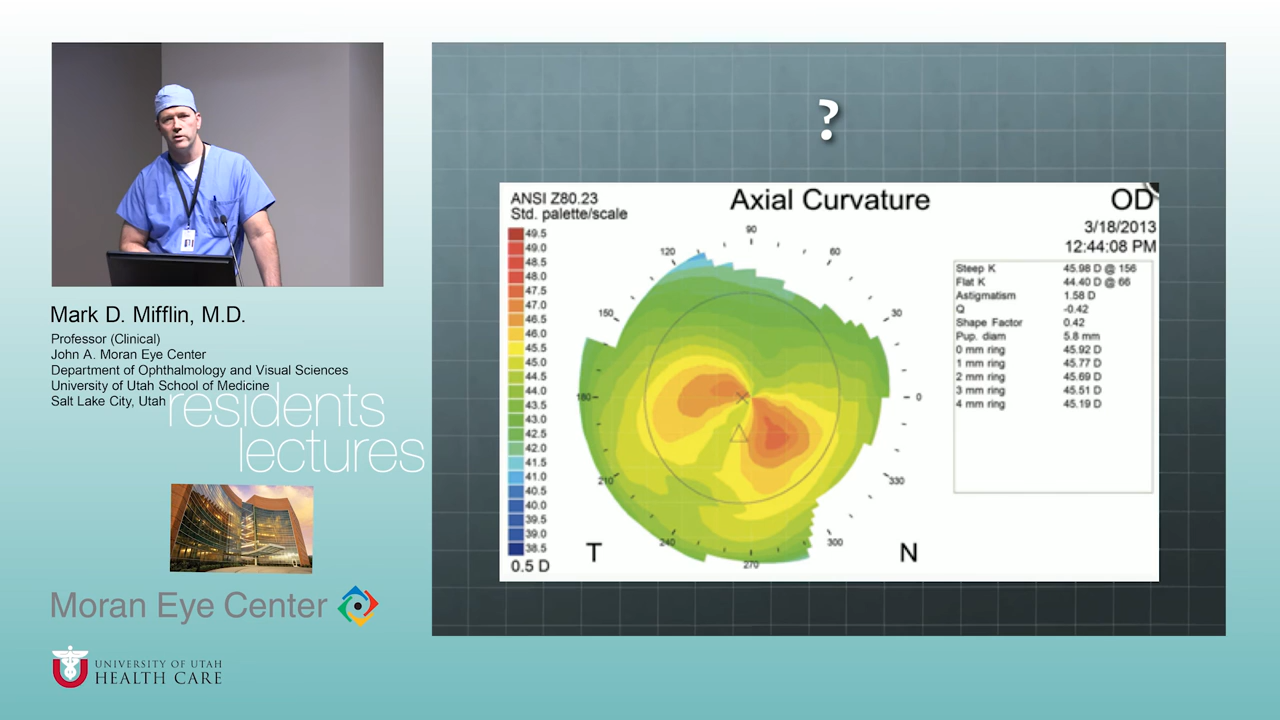 Mark D. Mifflin, M.D.
Professor (Clinical)
John A. Moran Eye Center
Department of Ophthalmology and Visual Sciences
University of Utah School of Medicine
Salt Lake City, Utah
residents
lectures
Moran Eye Center
UNIVERSITY OF UTAH
HEALTH CARE
?
ANSI Z80.23
Std. palette/scale
Axial Curvature
OD
3/18/2013
12:44:08 PM
49.5
49.0
48.5
48.0
47.5
47.0
46.5
46.0
45.5
45.0
44.5
44.0
43.5
43.0
42.5
42.0
41.5
41.0
40.5
40.0
39.5
39.0
38.5
0.5 D
90
120
60
150
30
180
0
210
330
240
300
270
T
N
Steep K 45.98 D @ 156
Flat K 44.40 D @ 66
Astigmatism 1.58 D
Q -0.42
Shape Factor 0.42
Pup. diam 5.8 mm
0 mm ring 45.92 D
1 mm ring 45.77 D
2 mm ring 45.69 D
3 mm ring 45.51 D
4 mm ring 45.19 D